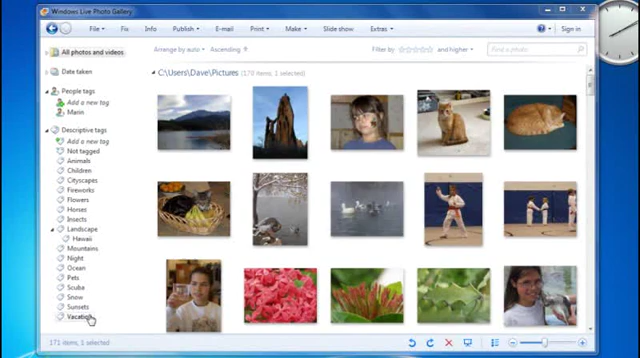 Windows Live Photo Gallery
File Fix Info Publish E-mail Print Make Slide show Extras Sign in
All photos and videos
Arrange by auto Ascending Filter by and higher Find a photo
Date taken
C:\Users\Dave\Pictures (170 items, 1 selected)
People tags
Add a new tag
Marin
Descriptive tags
Add a new tag
Not tagged
Animals
Children
Cityscapes
Fireworks
Flowers
Horses
Insects
Landscape
Hawaii
Mountains
Night
Ocean
Pets
Scuba
Snow
Sunsets
Vacation
171 items, 1 selected